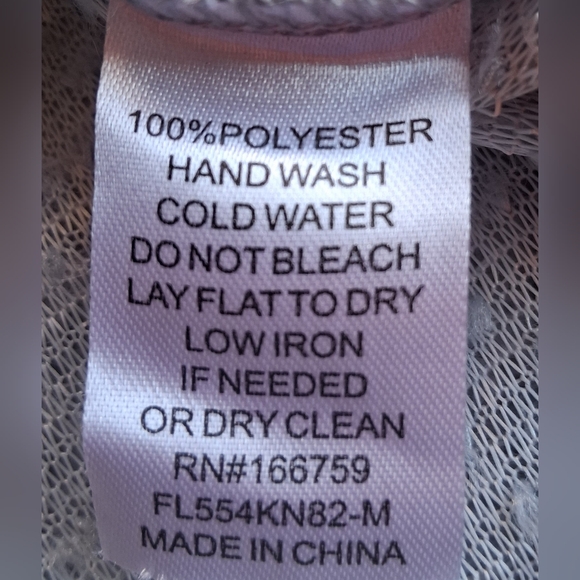 100%POLYESTER
HAND WASH
COLD WATER
DO NOT BLEACH
LAY FLAT TO DRY
LOW IRON
IF NEEDED
OR DRY CLEAN
RN#166759
FL554KN82-M
MADE IN CHINA